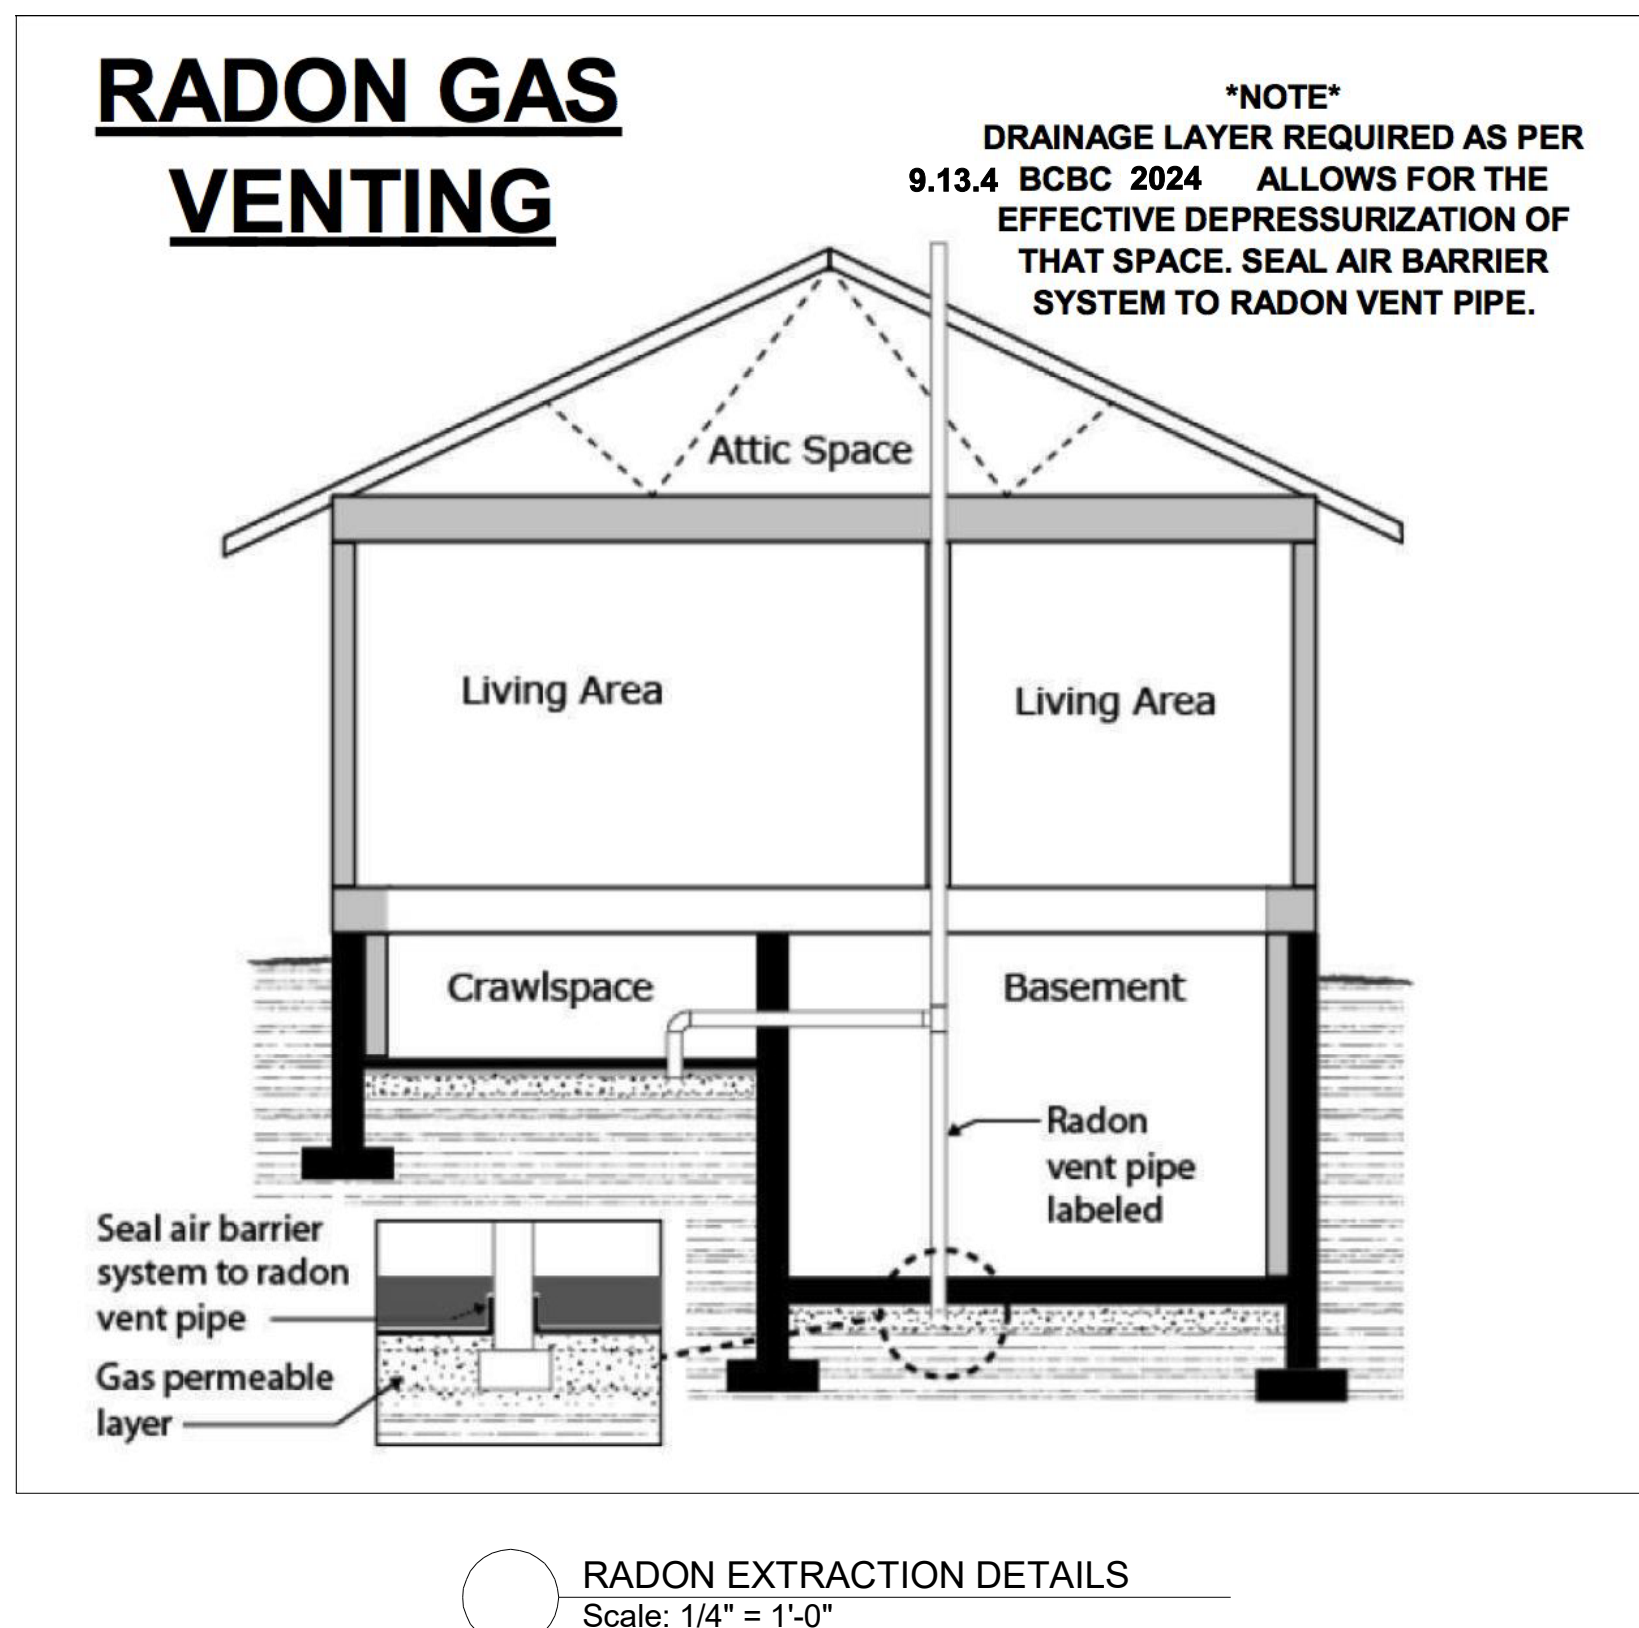 RADON GAS
VENTING
*NOTE*
DRAINAGE LAYER REQUIRED AS PER
9.13.4 BCBC 2024 ALLOWS FOR THE
EFFECTIVE DEPRESSURIZATION OF
THAT SPACE. SEAL AIR BARRIER
SYSTEM TO RADON VENT PIPE.
Attic Space
Living Area
Living Area
Crawlspace
Basement
Radon
vent pipe
labeled
Seal air barrier
system to radon
vent pipe
Gas permeable
layer
RADON EXTRACTION DETAILS
Scale: 1/4" = 1'-0"